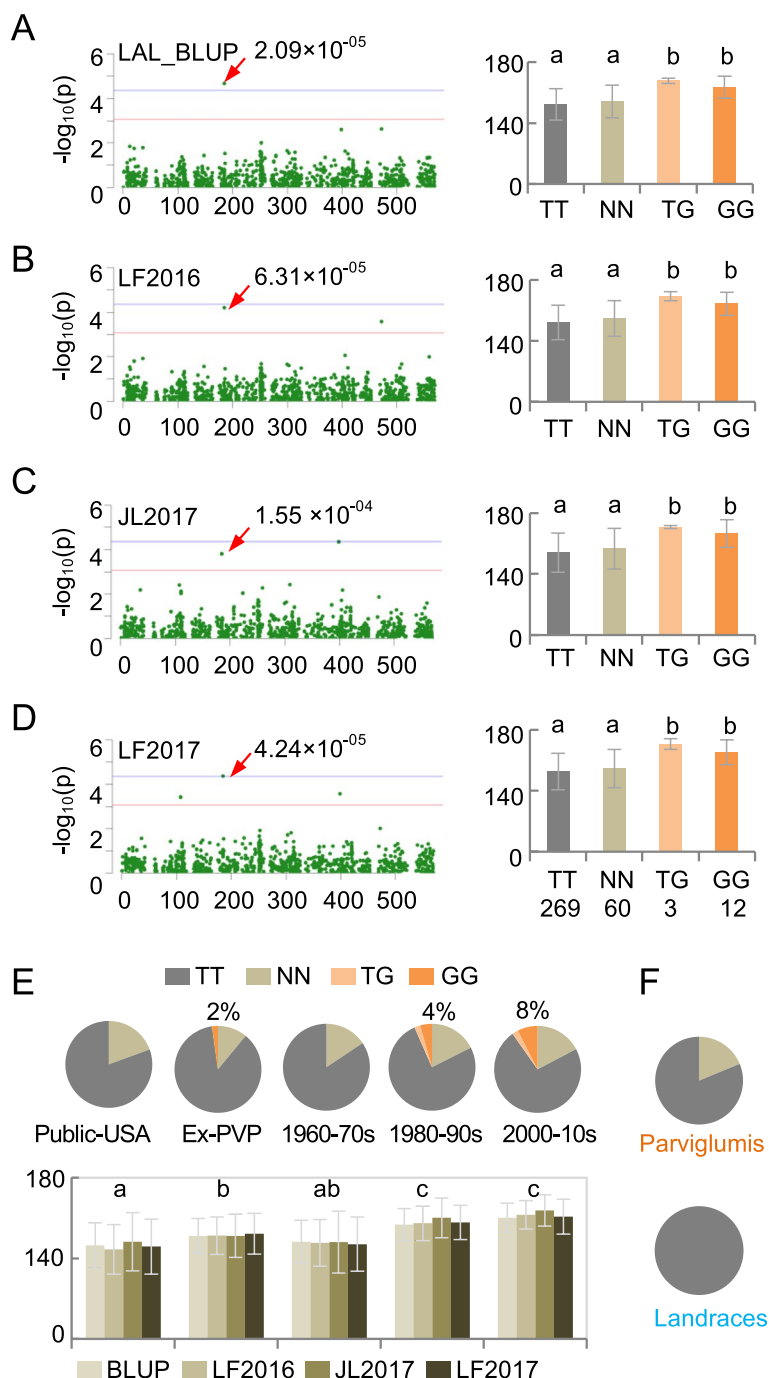 A
LAL_BLUP
2.09×10-05
-log10(p)
6
4
2
0
0 100 200 300 400 500
180
140
0
a a b b
TT NN TG GG
B
LF2016
6.31×10-05
-log10(p)
6
4
2
0
0 100 200 300 400 500
180
140
0
a a b b
TT NN TG GG
C
JL2017
1.55 ×10-04
-log10(p)
6
4
2
0
0 100 200 300 400 500
180
140
0
a a b b
TT NN TG GG
D
LF2017
4.24×10-05
-log10(p)
6
4
2
0
0 100 200 300 400 500
180
140
0
a a b b
TT NN TG GG
269 60 3 12
E
TT NN TG GG
2% 4% 8%
Public-USA Ex-PVP 1960-70s 1980-90s 2000-10s
180
140
0
a b ab c c
BLUP LF2016 JL2017 LF2017
F
Parviglumis
Landraces